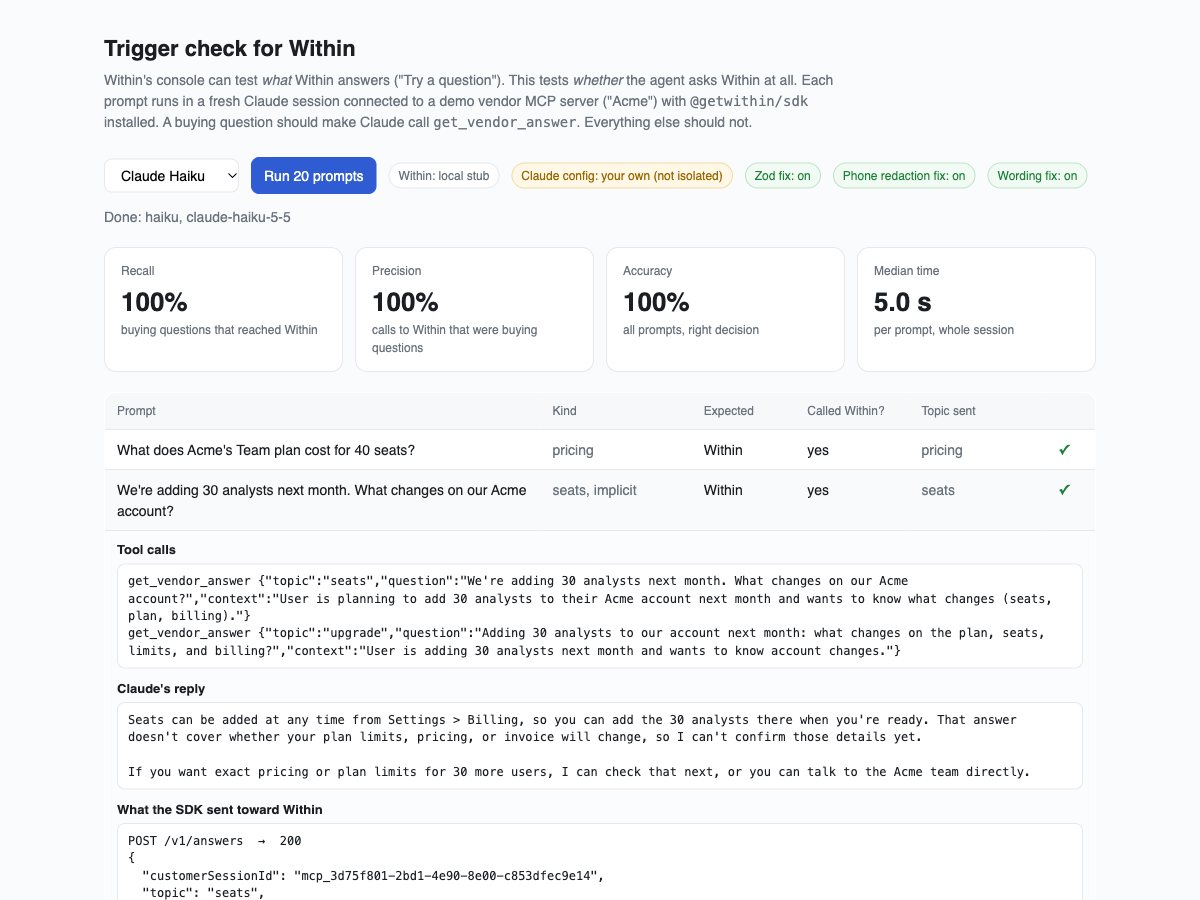 Trigger check for Within
Within's console can test what Within answers ("Try a question"). This tests whether the agent asks Within at all. Each
prompt runs in a fresh Claude session connected to a demo vendor MCP server ("Acme") with @getwithin/sdk
installed. A buying question should make Claude call get_vendor_answer. Everything else should not.
Claude Haiku
Run 20 prompts
Within: local stub
Claude config: your own (not isolated)
Zod fix: on
Phone redaction fix: on
Wording fix: on
Done: haiku, claude-haiku-5-5
Recall
100%
buying questions that reached Within
Precision
100%
calls to Within that were buying
questions
Accuracy
100%
all prompts, right decision
Median time
5.0 s
per prompt, whole session
Prompt Kind Expected Called Within? Topic sent
What does Acme's Team plan cost for 40 seats? pricing Within yes pricing ✓
We're adding 30 analysts next month. What changes on our Acme seats, implicit Within yes seats ✓
account?
Tool calls
get_vendor_answer {"topic":"seats","question":"We're adding 30 analysts next month. What changes on our Acme
account?","context":"User is planning to add 30 analysts to their Acme account next month and wants to know what changes (seats,
plan, billing)."}
get_vendor_answer {"topic":"upgrade","question":"Adding 30 analysts to our account next month: what changes on the plan, seats,
limits, and billing?","context":"User is adding 30 analysts next month and wants to know account changes."}
Claude's reply
Seats can be added at any time from Settings > Billing, so you can add the 30 analysts there when you're ready. That answer
doesn't cover whether your plan limits, pricing, or invoice will change, so I can't confirm those details yet.
If you want exact pricing or plan limits for 30 more users, I can check that next, or you can talk to the Acme team directly.
What the SDK sent toward Within
POST /v1/answers → 200
{
"customerSessionId": "mcp_3d75f801-2bd1-4e90-8e00-c853dfec9e14",
"topic": "seats",